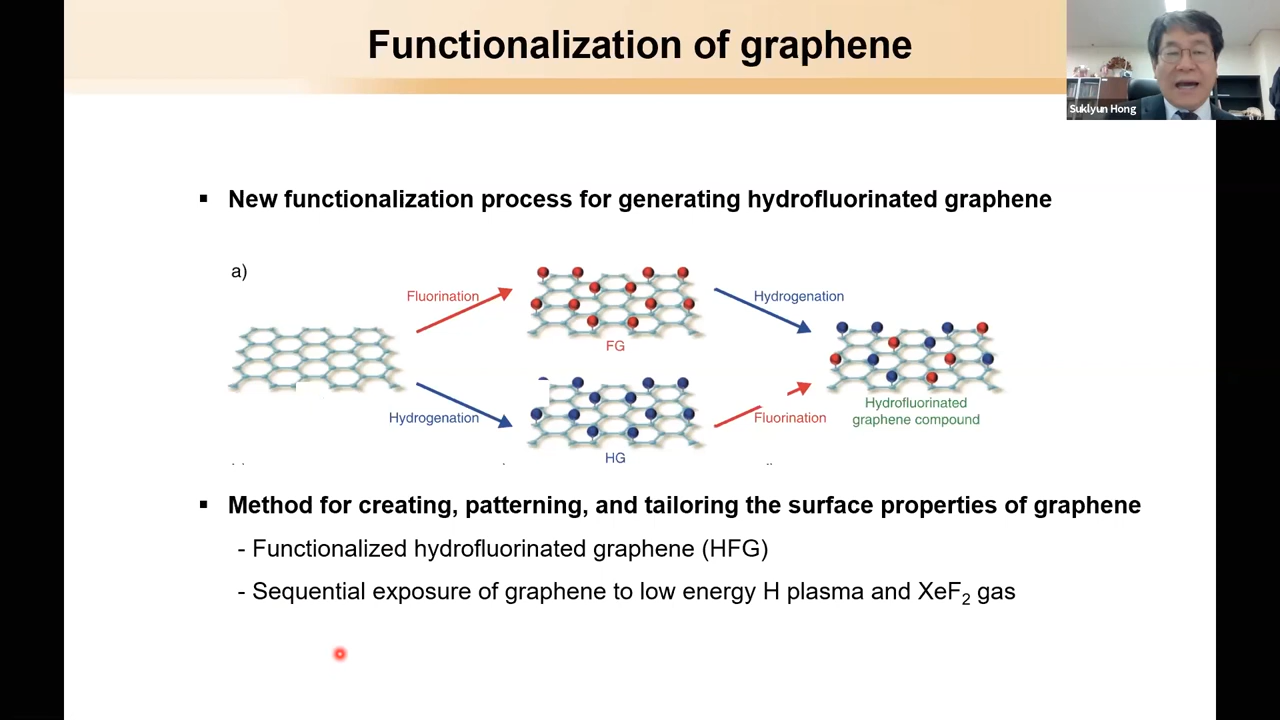 Functionalization of graphene
Suklyun Hong
▪ New functionalization process for generating hydrofluorinated graphene
a)
Fluorination
Hydrogenation
FG
Hydrogenation
Fluorination
Hydrofluorinated
graphene compound
HG
▪ Method for creating, patterning, and tailoring the surface properties of graphene
- Functionalized hydrofluorinated graphene (HFG)
- Sequential exposure of graphene to low energy H plasma and XeF₂ gas